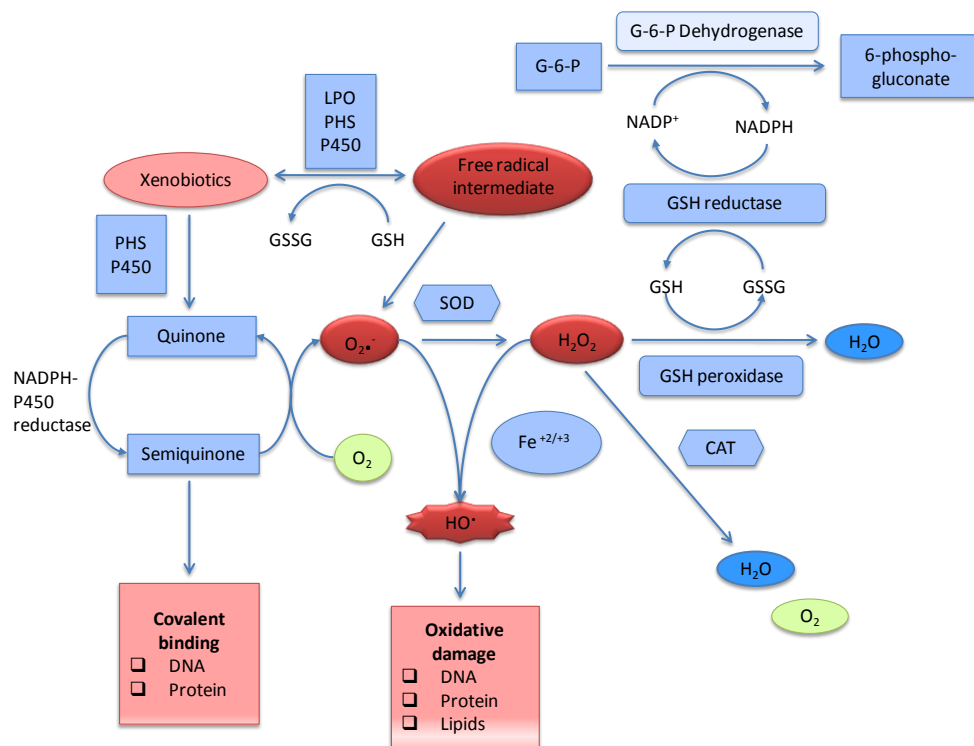 G-6-P Dehydrogenase
G-6-P
6-phospho-
gluconate
LPO
PHS
P450
NADP⁺
NADPH
Xenobiotics
Free radical
intermediate
GSH reductase
GSSG
GSH
PHS
P450
GSH
GSSG
SOD
Quinone
O₂•⁻
H₂O₂
H₂O
GSH peroxidase
NADPH-
P450
reductase
Fe ⁺²/⁺³
CAT
Semiquinone
O₂
HO•
H₂O
O₂
Covalent
binding
❑ DNA
❑ Protein
Oxidative
damage
❑ DNA
❑ Protein
❑ Lipids